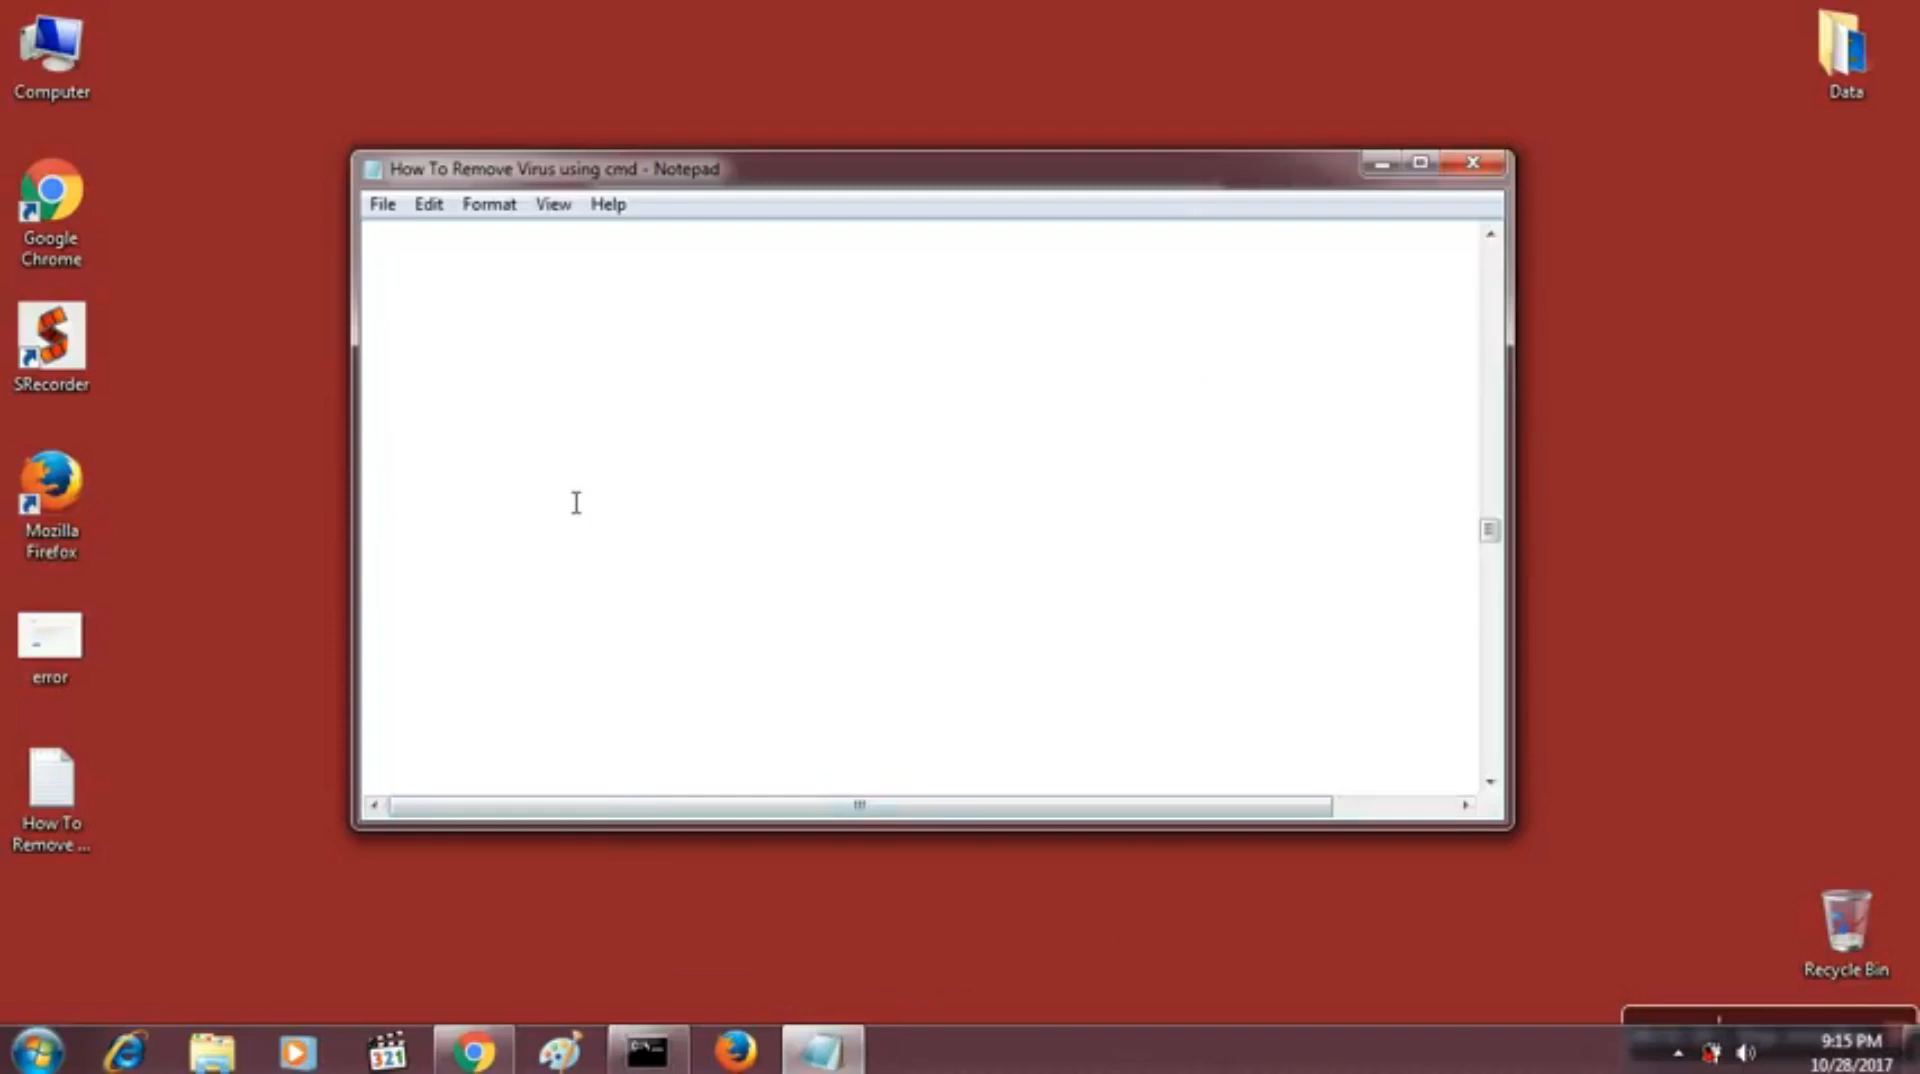 Computer
Data
How To Remove Virus using cmd - Notepad
File Edit Format View Help
Google
Chrome
SRecorder
Mozilla
Firefox
error
How To
Remove ...
Recycle Bin
321
C:\.
9:15 PM
10/28/2017